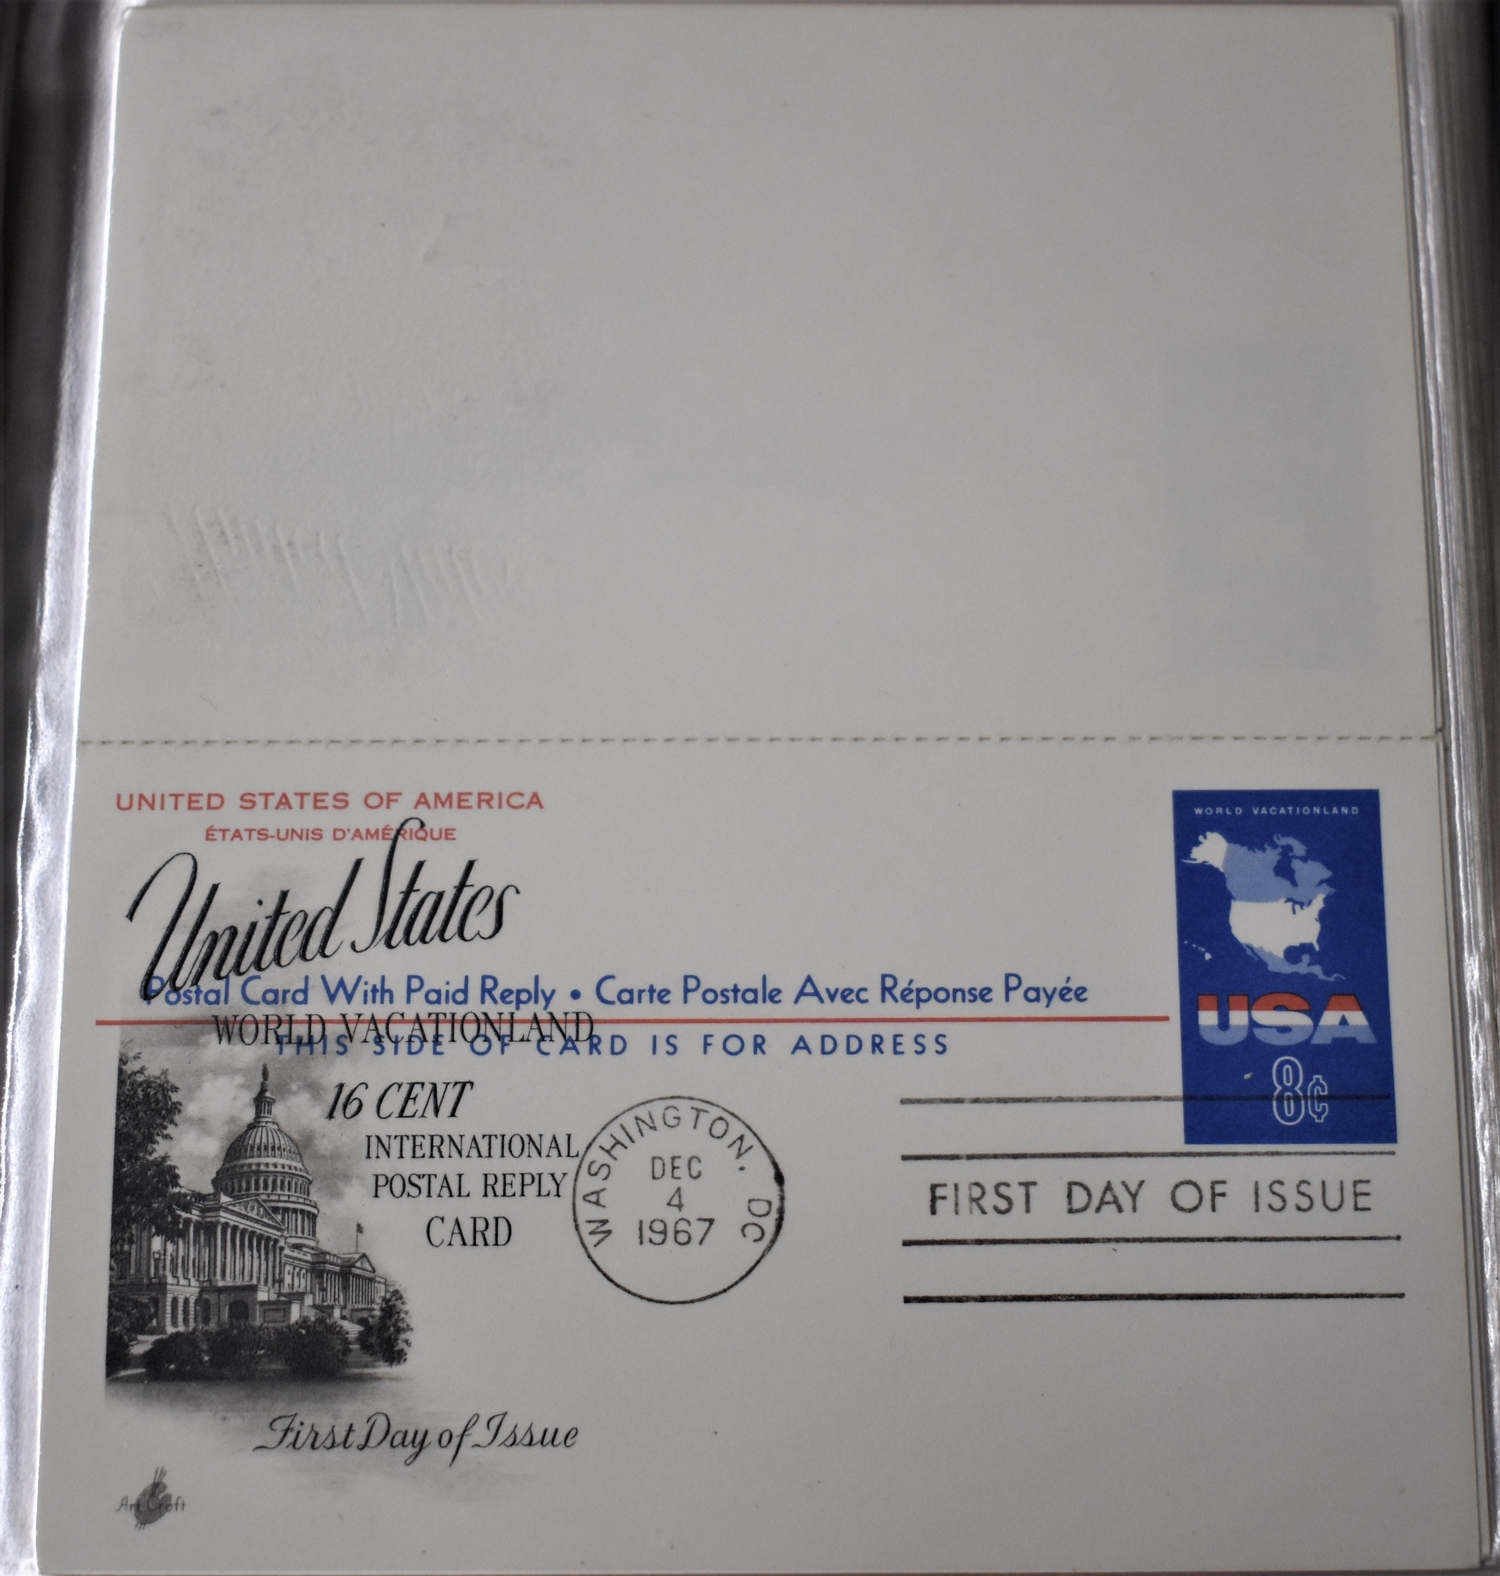 UNITED STATES OF AMERICA
ÉTATS-UNIS D'AMÉRIQUE
United States
Postal Card With Paid Reply • Carte Postale Avec Réponse Payée
WORLD VACATIONLAND
THIS SIDE OF CARD IS FOR ADDRESS
16 CENT
INTERNATIONAL
POSTAL REPLY
CARD
WASHINGTON, DC
DEC
4
1967
WORLD VACATIONLAND
USA
8¢
FIRST DAY OF ISSUE
First Day of Issue
Art Craft